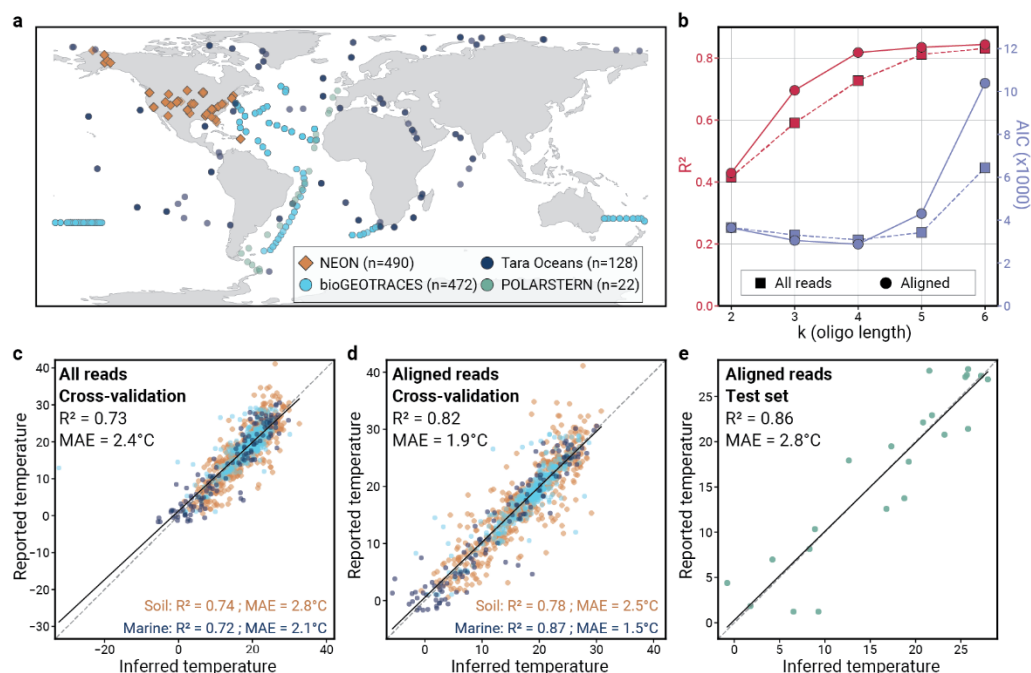 a
NEON (n=490)
Tara Oceans (n=128)
bioGEOTRACES (n=472)
POLARSTERN (n=22)
b
0.8
0.6
0.4
0.2
0.0
R²
12
10
9
7
6
4
3
1
0
AIC (x1000)
All reads
Aligned
2
3
4
5
6
k (oligo length)
c
All reads
Cross-validation
R² = 0.73
MAE = 2.4°C
Soil: R² = 0.74 ; MAE = 2.8°C
Marine: R² = 0.72 ; MAE = 2.1°C
40
30
20
10
0
−10
−20
−30
Reported temperature
−20
0
20
40
Inferred temperature
d
Aligned reads
Cross-validation
R² = 0.82
MAE = 1.9°C
Soil: R² = 0.78 ; MAE = 2.5°C
Marine: R² = 0.87 ; MAE = 1.5°C
40
30
20
10
0
Reported temperature
0
10
20
30
40
Inferred temperature
e
Aligned reads
Test set
R² = 0.86
MAE = 2.8°C
25
20
15
10
5
0
Reported temperature
0
5
10
15
20
25
Inferred temperature